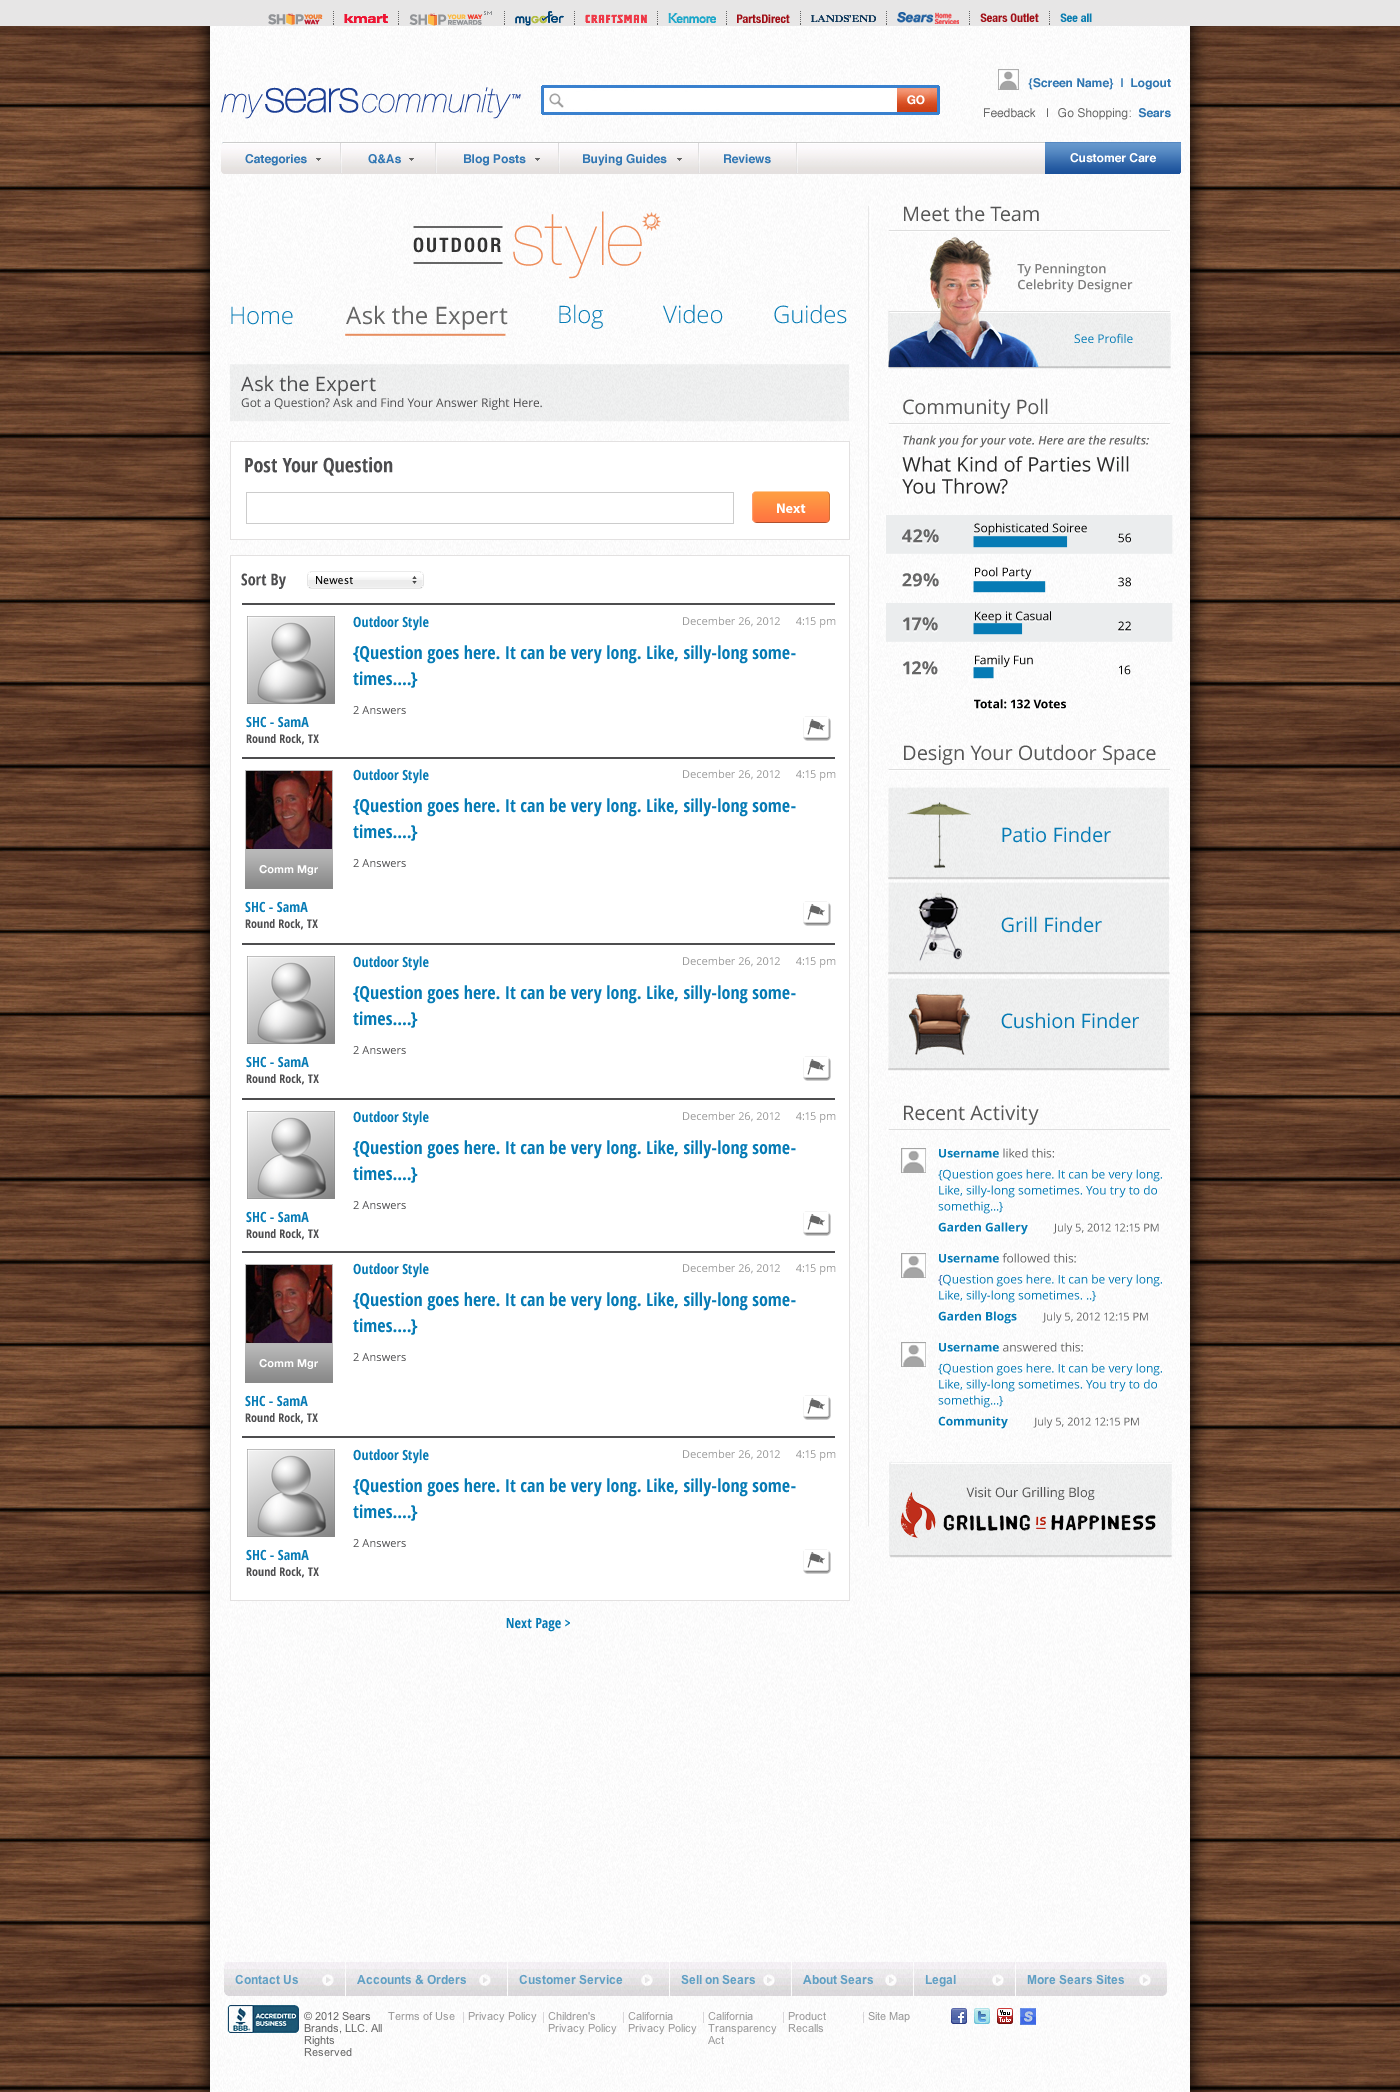 SHOP YOUR WAY
kmart
SHOP YOUR WAY REWARDS SM
mygofer
CRAFTSMAN
Kenmore
PartsDirect
LANDS'END
Sears Home Services
Sears Outlet
See all
mySearscommunity™
GO
{Screen Name} | Logout
Feedback | Go Shopping: Sears
Categories
Q&As
Blog Posts
Buying Guides
Reviews
Customer Care
OUTDOOR style
Home
Ask the Expert
Blog
Video
Guides
Ask the Expert
Got a Question? Ask and Find Your Answer Right Here.
Post Your Question
Next
Sort By
Newest
Outdoor Style
December 26, 2012 4:15 pm
{Question goes here. It can be very long. Like, silly-long some-
times....}
2 Answers
SHC - SamA
Round Rock, TX
Outdoor Style
December 26, 2012 4:15 pm
{Question goes here. It can be very long. Like, silly-long some-
times....}
2 Answers
Comm Mgr
SHC - SamA
Round Rock, TX
Outdoor Style
December 26, 2012 4:15 pm
{Question goes here. It can be very long. Like, silly-long some-
times....}
2 Answers
SHC - SamA
Round Rock, TX
Outdoor Style
December 26, 2012 4:15 pm
{Question goes here. It can be very long. Like, silly-long some-
times....}
2 Answers
SHC - SamA
Round Rock, TX
Outdoor Style
December 26, 2012 4:15 pm
{Question goes here. It can be very long. Like, silly-long some-
times....}
2 Answers
Comm Mgr
SHC - SamA
Round Rock, TX
Outdoor Style
December 26, 2012 4:15 pm
{Question goes here. It can be very long. Like, silly-long some-
times....}
2 Answers
SHC - SamA
Round Rock, TX
Next Page >
Meet the Team
Ty Pennington
Celebrity Designer
See Profile
Community Poll
Thank you for your vote. Here are the results:
What Kind of Parties Will
You Throw?
42% Sophisticated Soiree 56
29% Pool Party 38
17% Keep it Casual 22
12% Family Fun 16
Total: 132 Votes
Design Your Outdoor Space
Patio Finder
Grill Finder
Cushion Finder
Recent Activity
Username liked this:
{Question goes here. It can be very long.
Like, silly-long sometimes. You try to do
somethig...}
Garden Gallery July 5, 2012 12:15 PM
Username followed this:
{Question goes here. It can be very long.
Like, silly-long sometimes. ..}
Garden Blogs July 5, 2012 12:15 PM
Username answered this:
{Question goes here. It can be very long.
Like, silly-long sometimes. You try to do
somethig...}
Community July 5, 2012 12:15 PM
Visit Our Grilling Blog
GRILLING IS HAPPINESS
Contact Us
Accounts & Orders
Customer Service
Sell on Sears
About Sears
Legal
More Sears Sites
BBB. ACCREDITED BUSINESS
© 2012 Sears
Brands, LLC. All
Rights
Reserved
Terms of Use
Privacy Policy
Children's
Privacy Policy
California
Privacy Policy
California
Transparency
Act
Product
Recalls
Site Map
f
t
You Tube
S